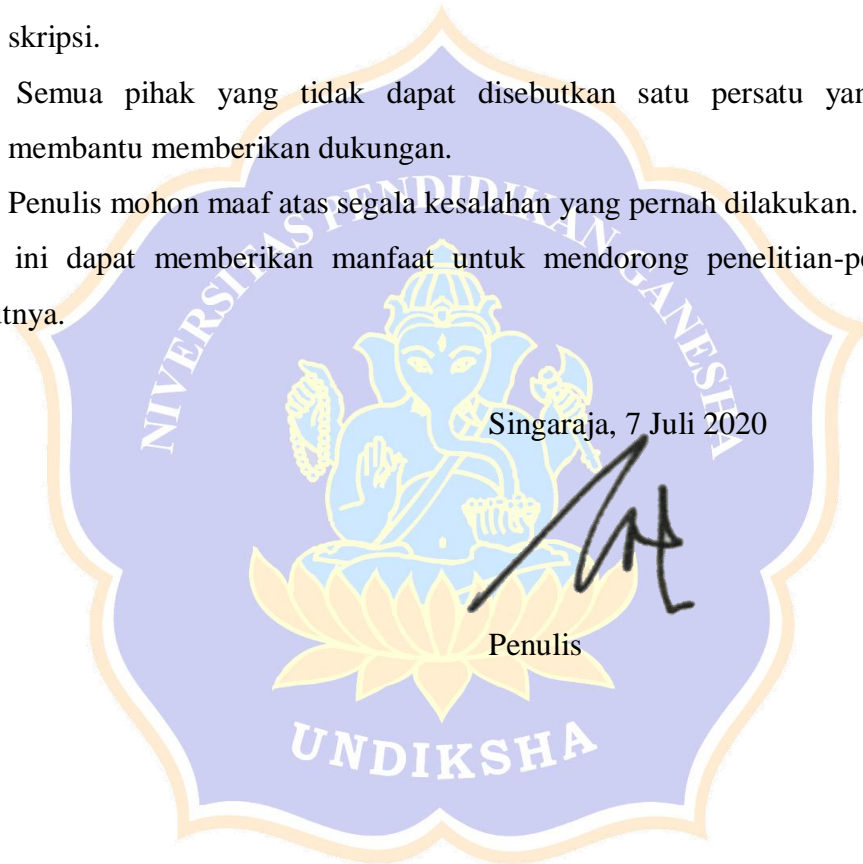 skripsi.
Semua pihak yang tidak dapat disebutkan satu persatu yan
membantu memberikan dukungan.
Penulis mohon maaf atas segala kesalahan yang pernah dilakukan.
ini dapat memberikan manfaat untuk mendorong penelitian-pe
utnya.
NIVERSITAS PENDIDIKAN GANESHA
Singaraja, 7 Juli 2020
Penulis
UNDIKSHA